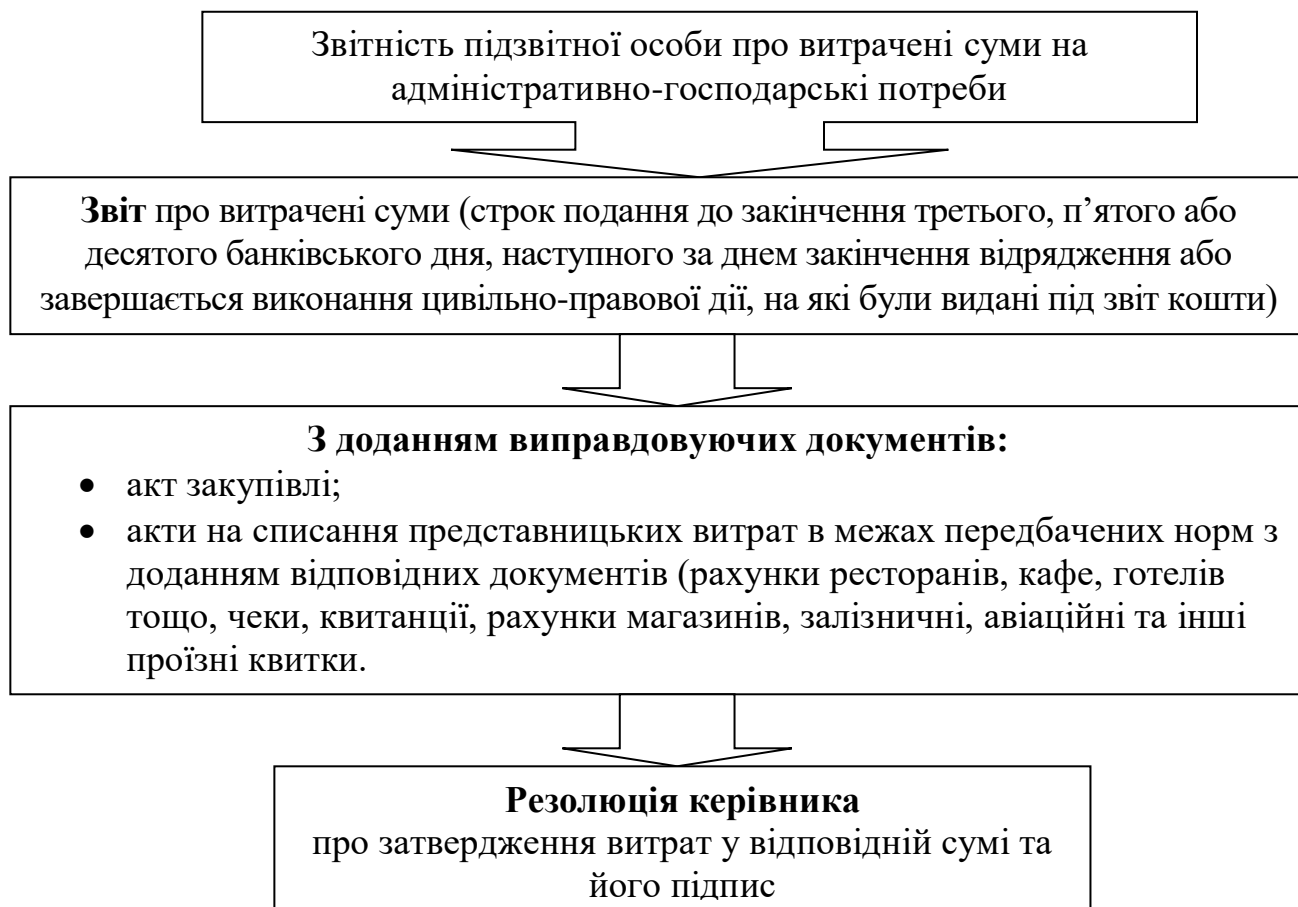 Звітність підзвітної особи про витрачені суми на
адміністративно-господарські потреби
Звіт про витрачені суми (строк подання до закінчення третього, п’ятого або
десятого банківського дня, наступного за днем закінчення відрядження або
завершається виконання цивільно-правової дії, на які були видані під звіт кошти)
З доданням виправдовуючих документів:
• акт закупівлі;
• акти на списання представницьких витрат в межах передбачених норм з
доданням відповідних документів (рахунки ресторанів, кафе, готелів
тощо, чеки, квитанції, рахунки магазинів, залізничні, авіаційні та інші
проїзні квитки.
Резолюція керівника
про затвердження витрат у відповідній сумі та
його підпис